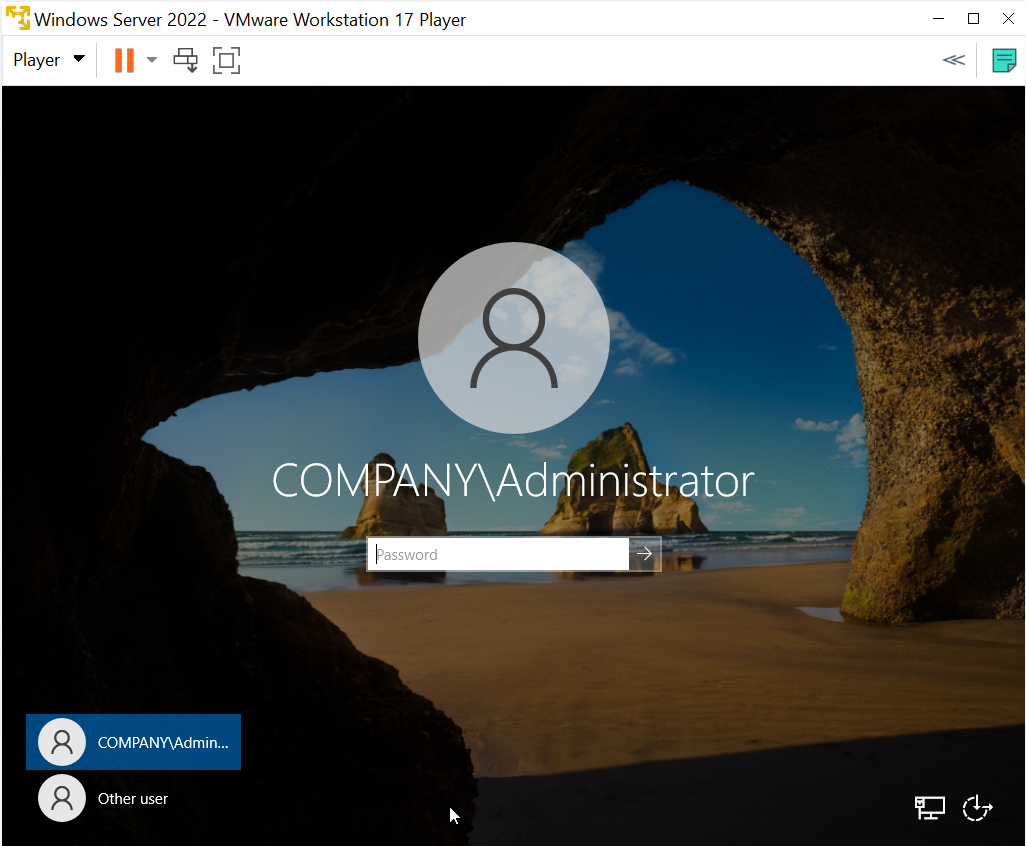 Windows Server 2022 - VMware Workstation 17 Player
Player
COMPANY\Administrator
Password
COMPANY\Admin...
Other user